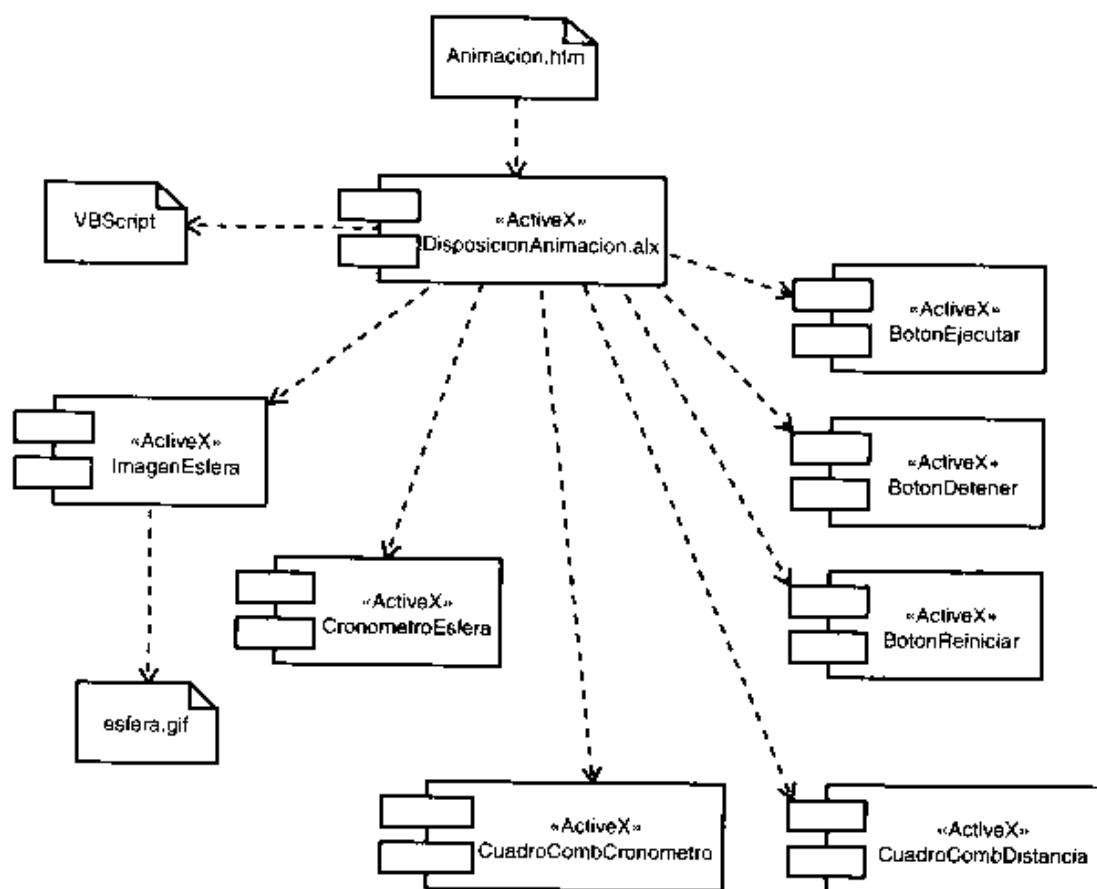 Animacion.htm
VBScript
«ActiveX»
DisposicionAnimacion.alx
«ActiveX»
BotonEjecutar
«ActiveX»
ImagenEsfera
«ActiveX»
BotonDetener
«ActiveX»
CronometroEsfera
«ActiveX»
BotonReiniciar
esfera.gif
«ActiveX»
CuadroCombCronometro
«ActiveX»
CuadroCombDistancia